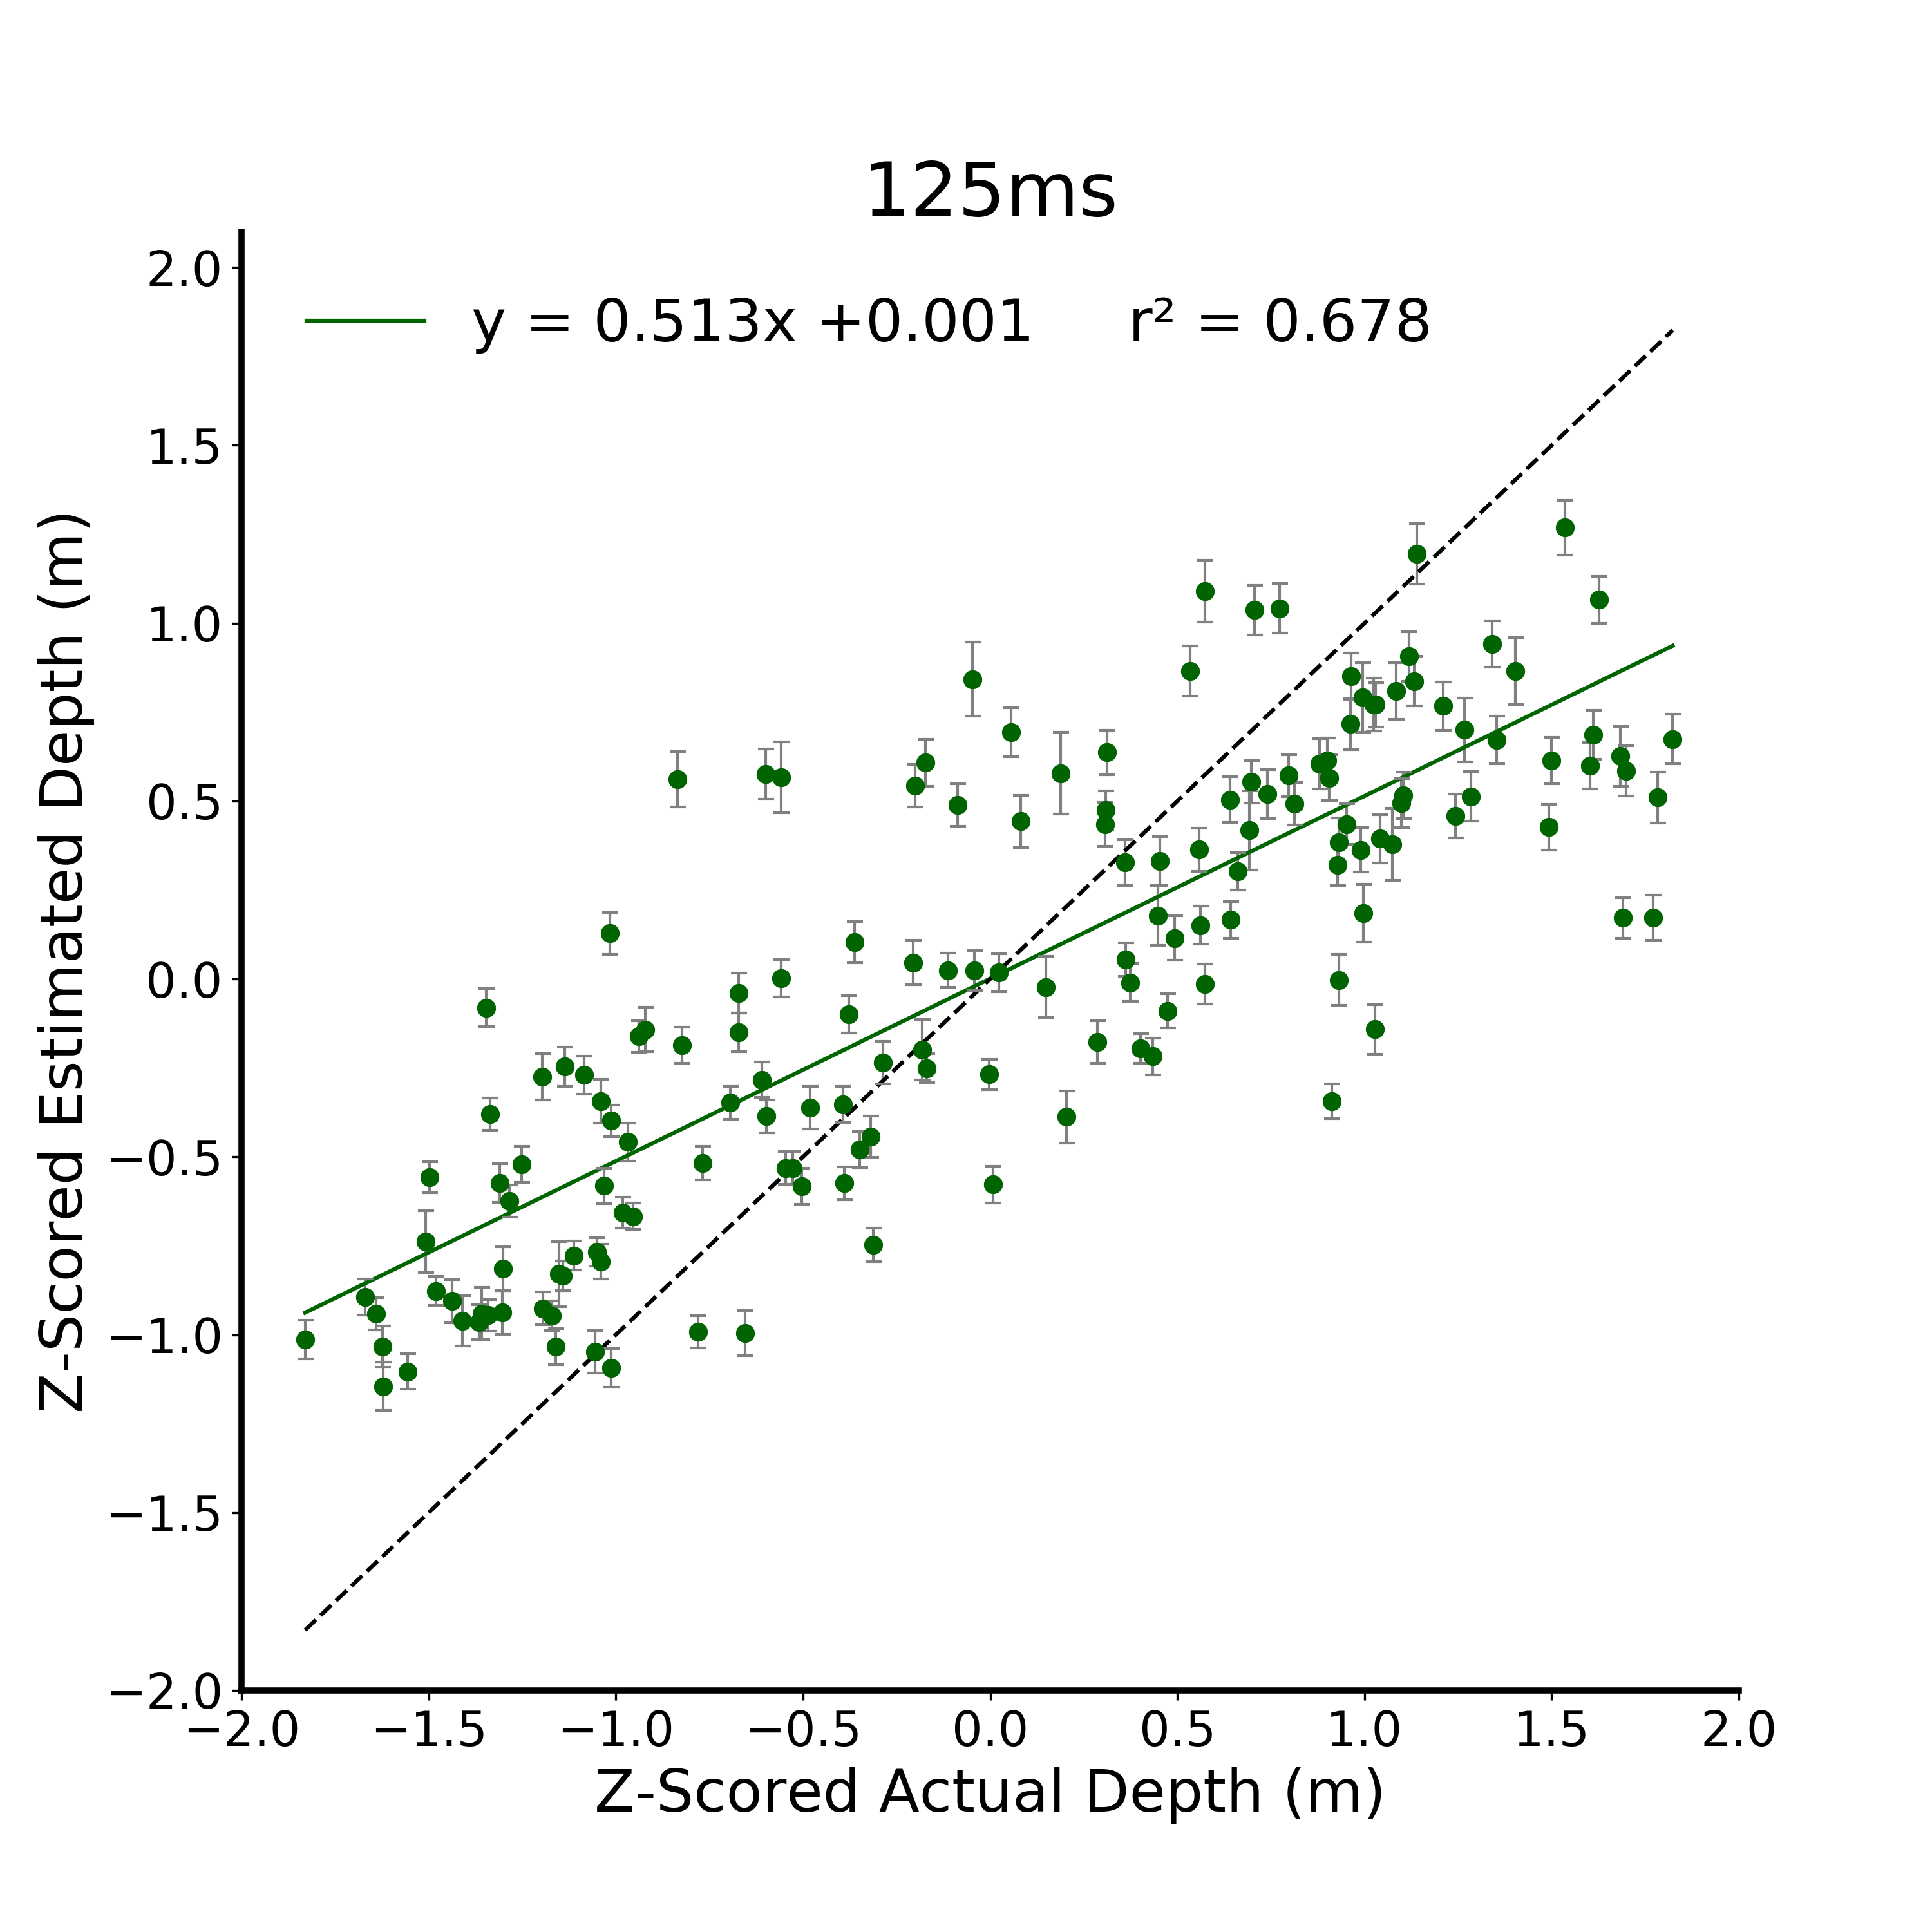 125ms
y = 0.513x +0.001 r² = 0.678
Z-Scored Estimated Depth (m)
2.0
1.5
1.0
0.5
0.0
−0.5
−1.0
−1.5
−2.0
−2.0 −1.5 −1.0 −0.5 0.0 0.5 1.0 1.5 2.0
Z-Scored Actual Depth (m)